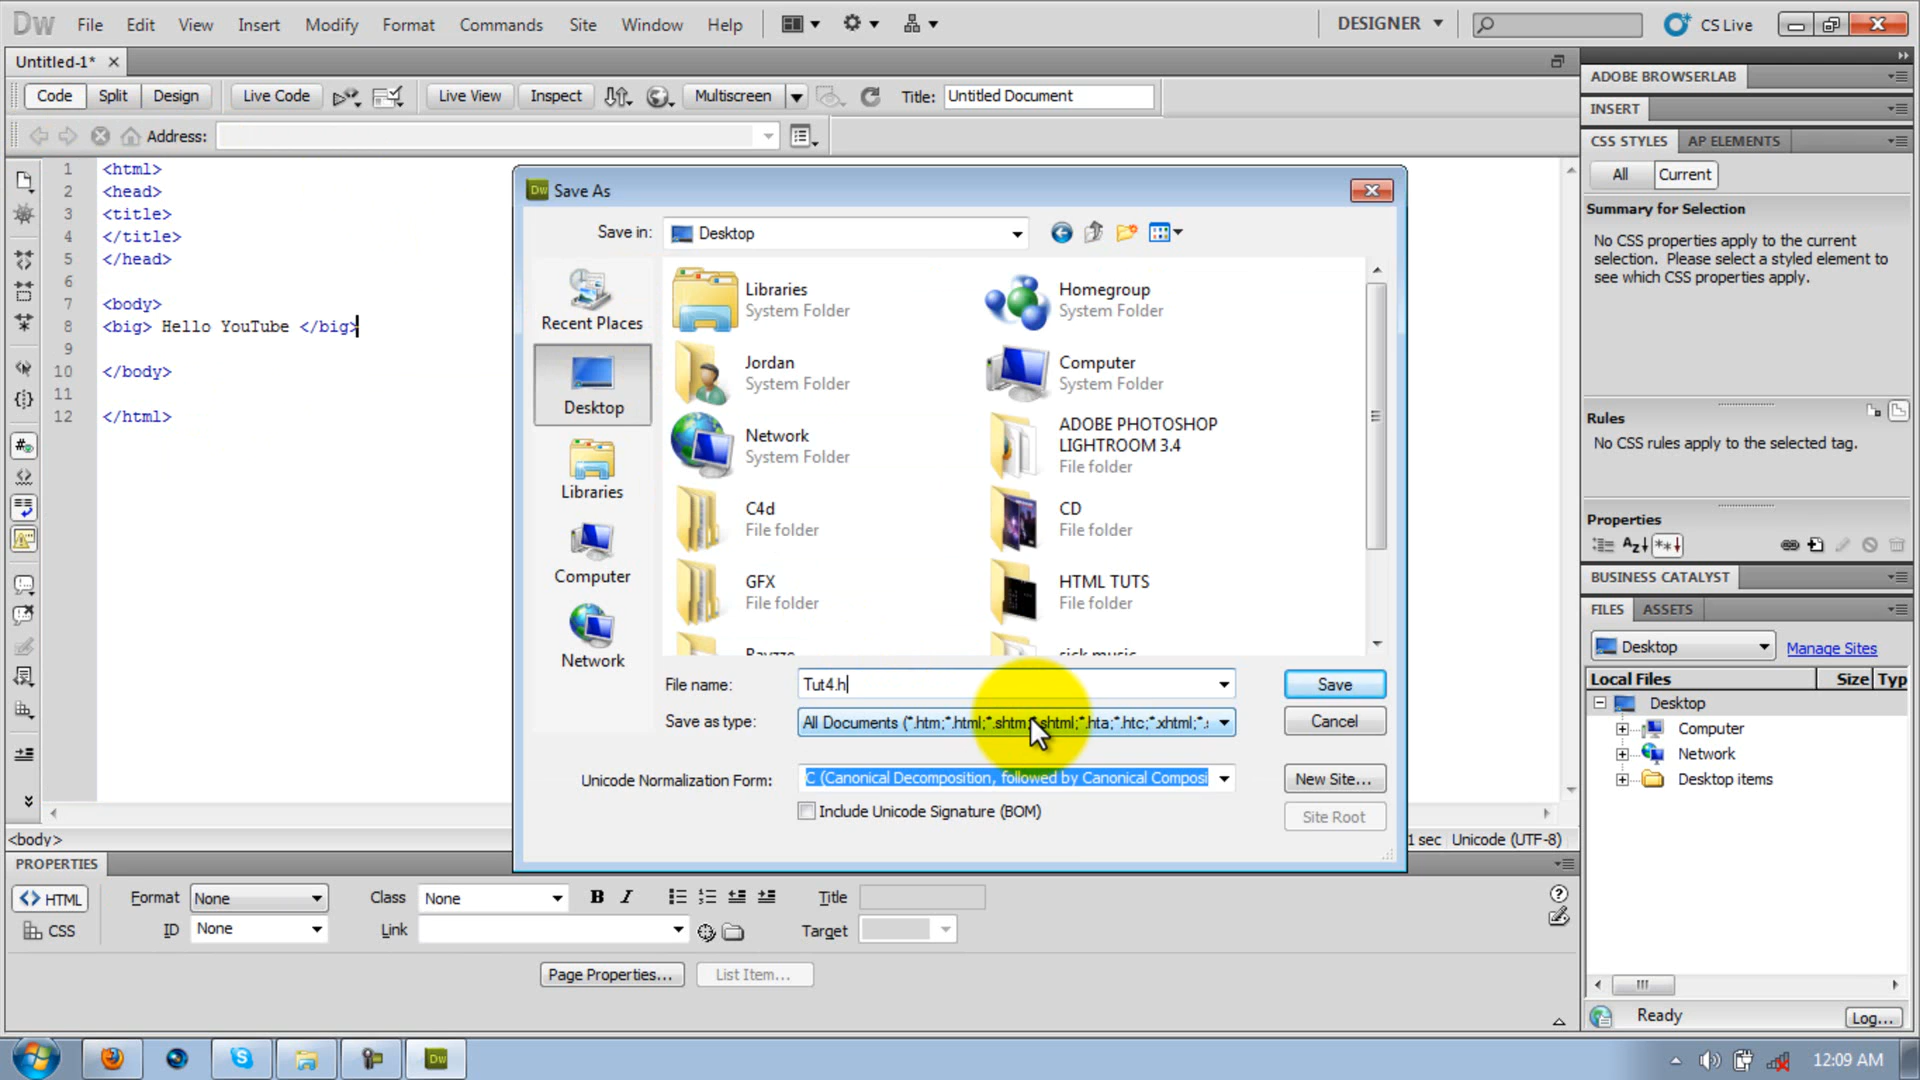 Dw File Edit View Insert Modify Format Commands Site Window Help DESIGNER CS Live
Untitled-1*
Code Split Design Live Code Live View Inspect Multiscreen Title: Untitled Document
Address:
1 <html>
2 <head>
3 <title>
4 </title>
5 </head>
6
7 <body>
8 <big> Hello YouTube </big>
9
10 </body>
11
12 </html>
Dw Save As
Save in: Desktop
Recent Places
Desktop
Libraries
Computer
Network
Libraries
System Folder
Homegroup
System Folder
Jordan
System Folder
Computer
System Folder
Network
System Folder
ADOBE PHOTOSHOP
LIGHTROOM 3.4
File folder
C4d
File folder
CD
File folder
GFX
File folder
HTML TUTS
File folder
File name: Tut4.h Save
Save as type: All Documents (*.htm;*.html;*.shtm;*.shtml;*.hta;*.htc;*.xhtml;*.s Cancel
Unicode Normalization Form: C (Canonical Decomposition, followed by Canonical Composi New Site...
Include Unicode Signature (BOM) Site Root
ADOBE BROWSERLAB
INSERT
CSS STYLES AP ELEMENTS
All Current
Summary for Selection
No CSS properties apply to the current
selection. Please select a styled element to
see which CSS properties apply.
Rules
No CSS rules apply to the selected tag.
Properties
BUSINESS CATALYST
FILES ASSETS
Desktop Manage Sites
Local Files Size Typ
Desktop
Computer
Network
Desktop items
Ready Log...
<body> 1 sec Unicode (UTF-8)
PROPERTIES
HTML Format None Class None B I Title
CSS ID None Link Target
Page Properties... List Item...
Dw 12:09 AM